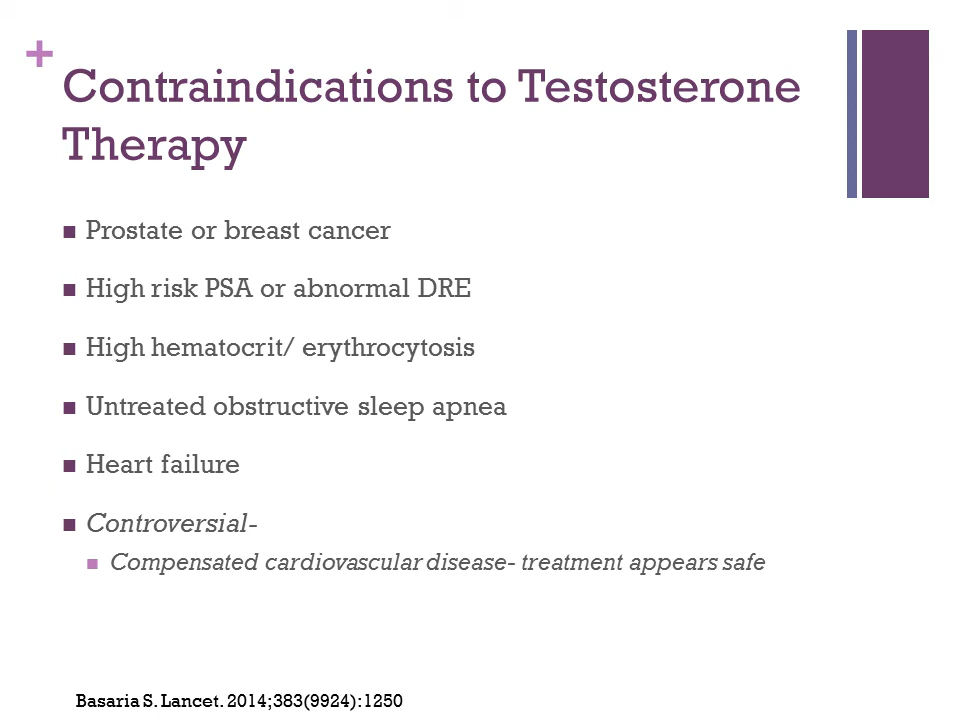 +
Contraindications to Testosterone
Therapy
Prostate or breast cancer
High risk PSA or abnormal DRE
High hematocrit/ erythrocytosis
Untreated obstructive sleep apnea
Heart failure
Controversial-
Compensated cardiovascular disease- treatment appears safe
Basaria S. Lancet. 2014;383(9924):1250